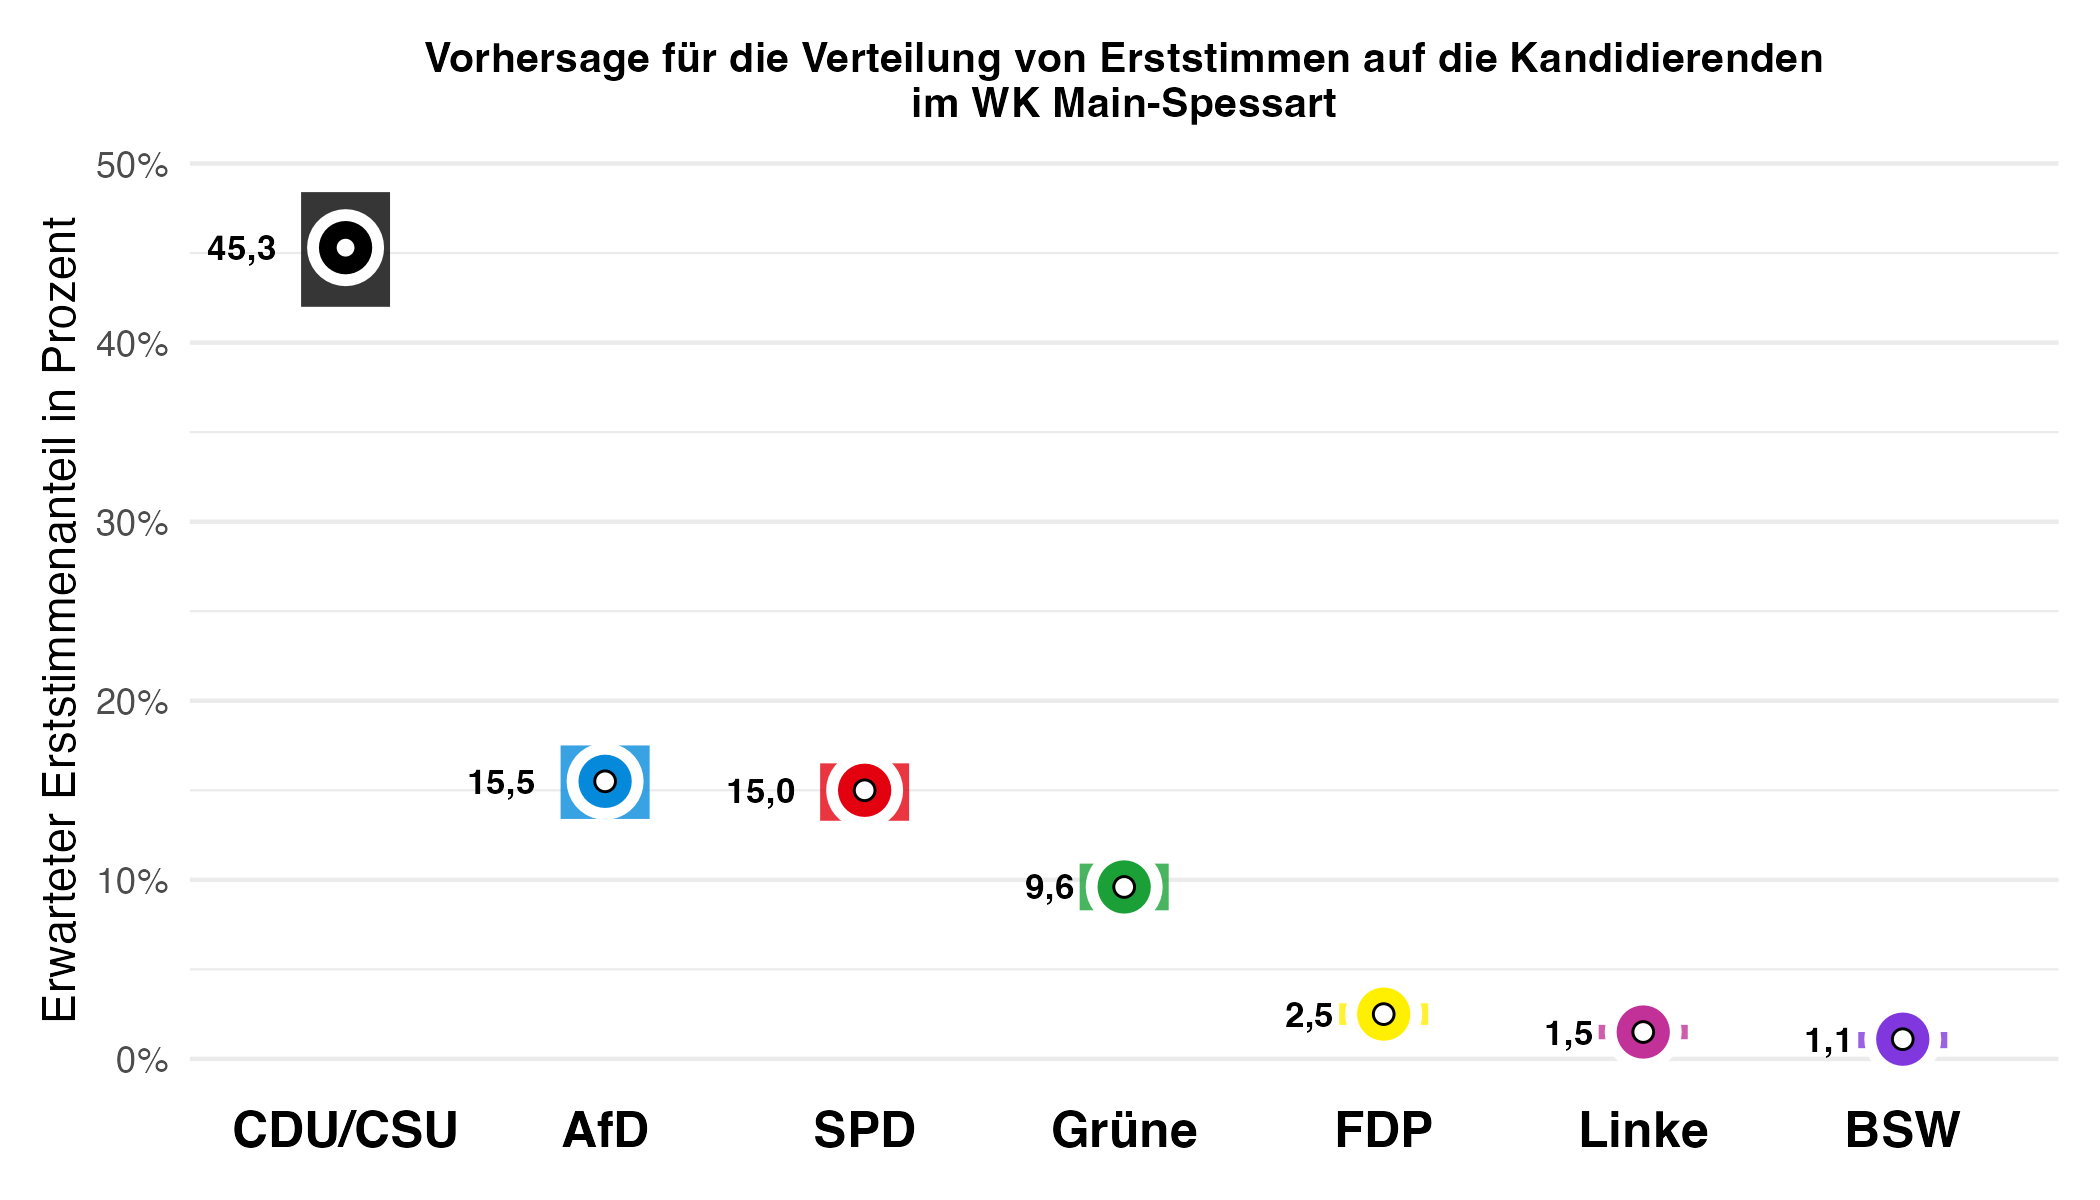 Vorhersage für die Verteilung von Erststimmen auf die Kandidierenden
im WK Main-Spessart
Erwarteter Erststimmenanteil in Prozent
50%
40%
30%
20%
10%
0%
45,3
15,5
15,0
9,6
2,5
1,5
1,1
CDU/CSU
AfD
SPD
Grüne
FDP
Linke
BSW